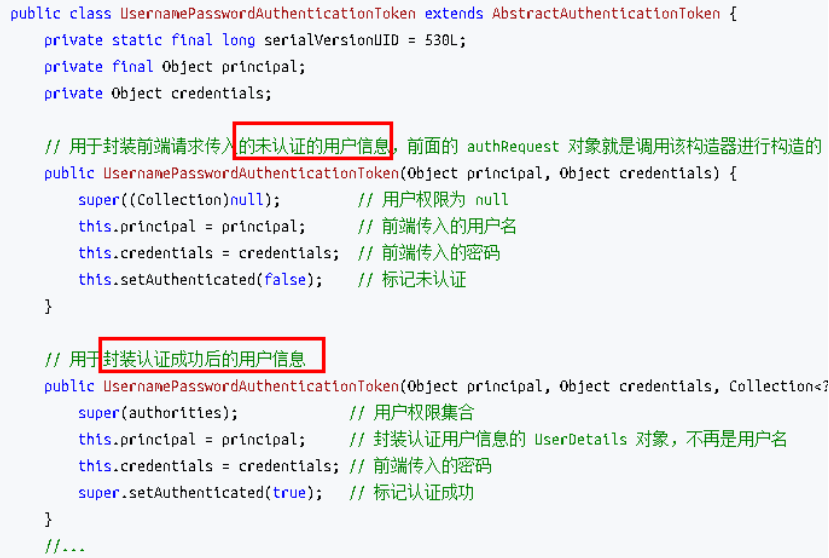 public class UsernamePasswordAuthenticationToken extends AbstractAuthenticationToken {
    private static final long serialVersionUID = 530L;
    private final Object principal;
    private Object credentials;
    // 用于封装前端请求传入的未认证的用户信息，前面的 authRequest 对象就是调用该构造器进行构造的
    public UsernamePasswordAuthenticationToken(Object principal, Object credentials) {
        super((Collection)null);         // 用户权限为 null
        this.principal = principal;      // 前端传入的用户名
        this.credentials = credentials;  // 前端传入的密码
        this.setAuthenticated(false);    // 标记未认证
    }
    // 用于封装认证成功后的用户信息
    public UsernamePasswordAuthenticationToken(Object principal, Object credentials, Collection<?
        super(authorities);             // 用户权限集合
        this.principal = principal;     // 封装认证用户信息的 UserDetails 对象，不再是用户名
        this.credentials = credentials; // 前端传入的密码
        super.setAuthenticated(true);   // 标记认证成功
    }
    //...